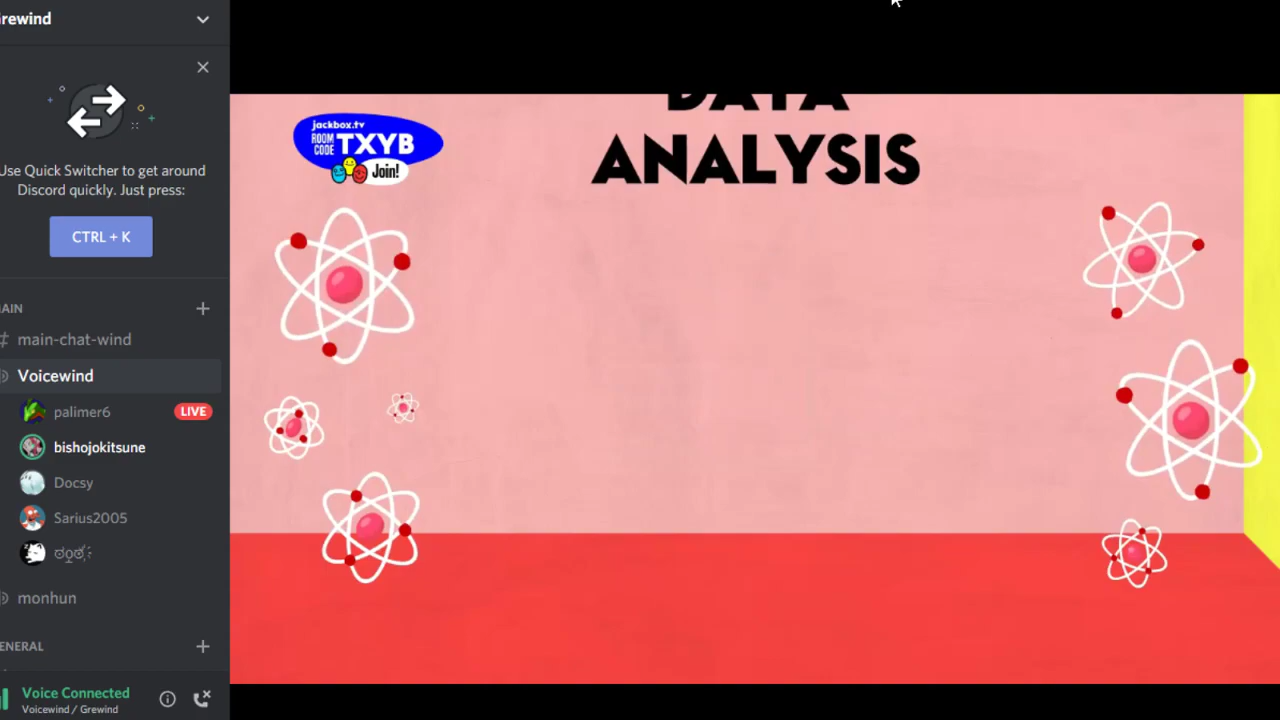 rewind
Use Quick Switcher to get around
Discord quickly. Just press:
CTRL + K
AIN
main-chat-wind
Voicewind
palimer6 LIVE
bishojokitsune
Docsy
Sarius2005
monhun
ENERAL
Voice Connected
Voicewind / Grewind
DATA
ANALYSIS
jackbox.tv
ROOM
CODE
TXYB
Join!